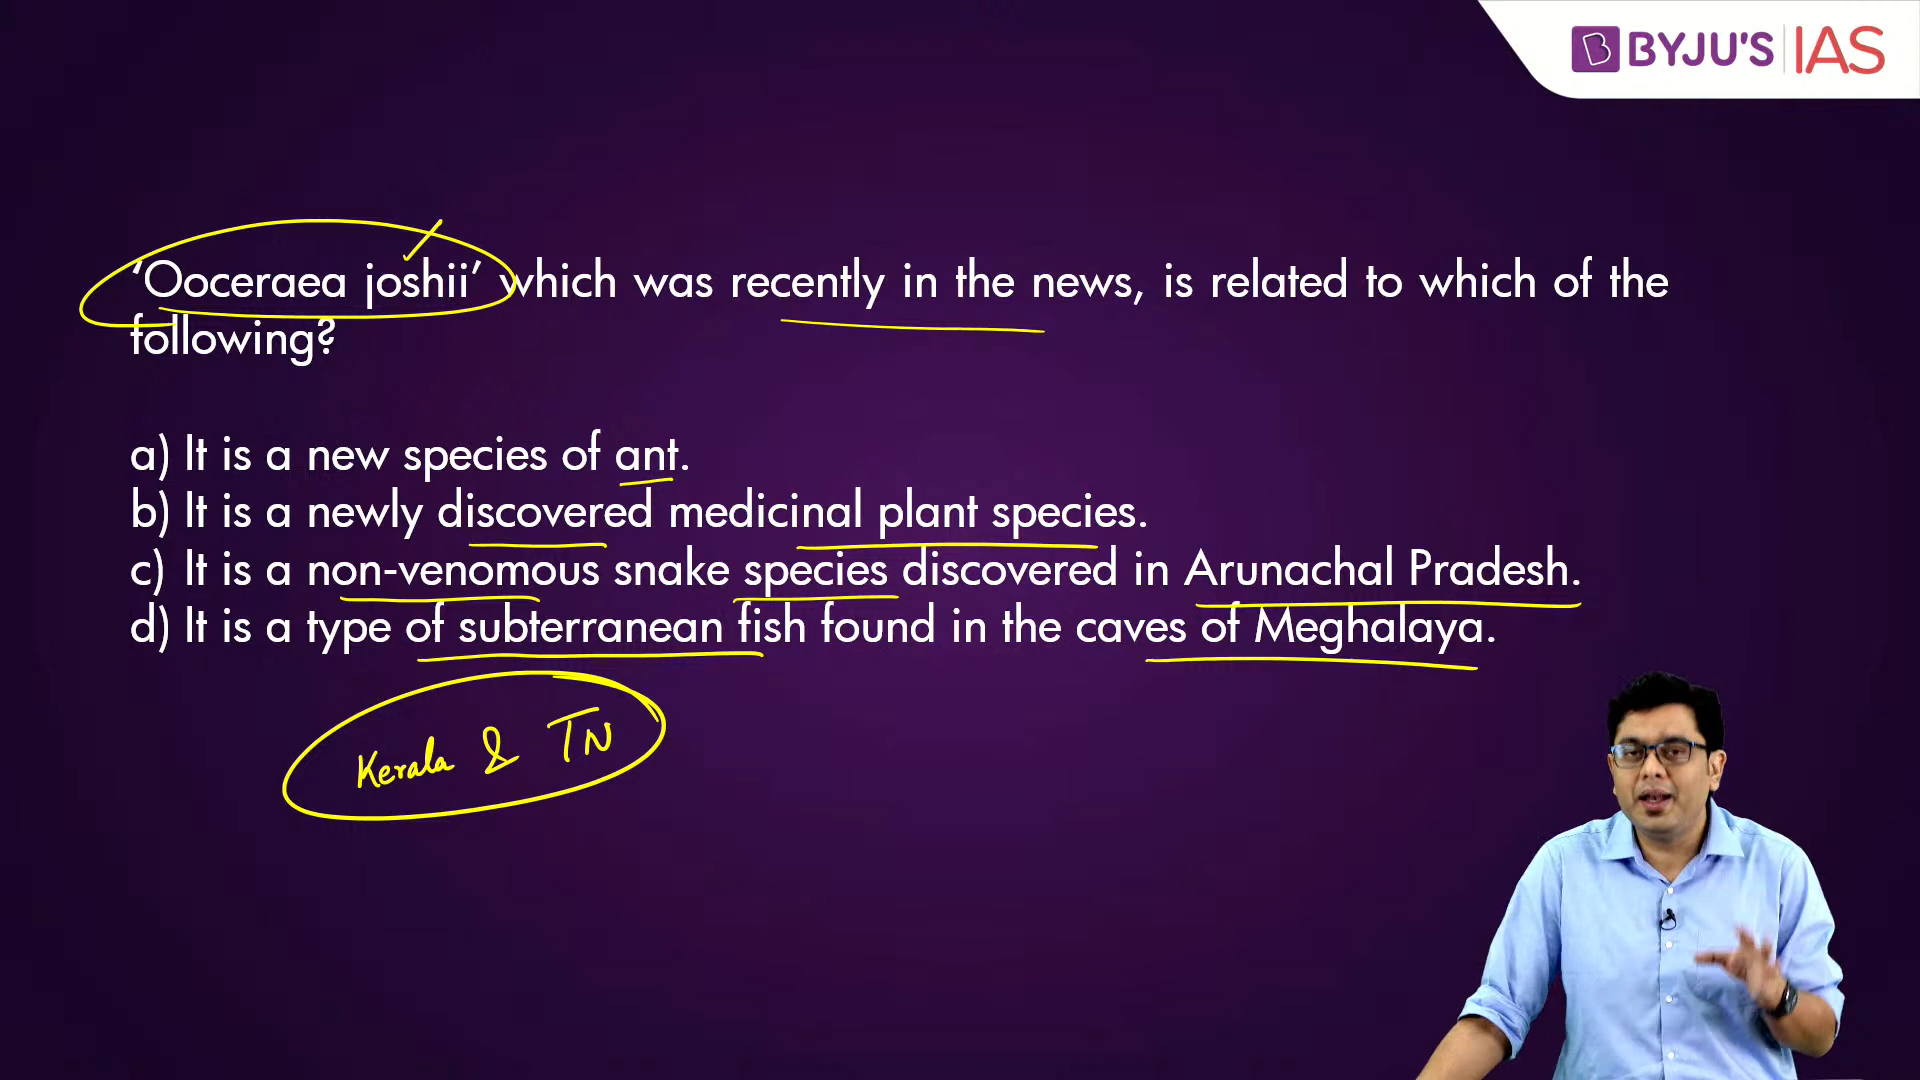 BYJU'S IAS
'Ooceraea joshii' which was recently in the news, is related to which of the
following?
a) It is a new species of ant.
b) It is a newly discovered medicinal plant species.
c) It is a non-venomous snake species discovered in Arunachal Pradesh.
d) It is a type of subterranean fish found in the caves of Meghalaya.
Kerala & TN